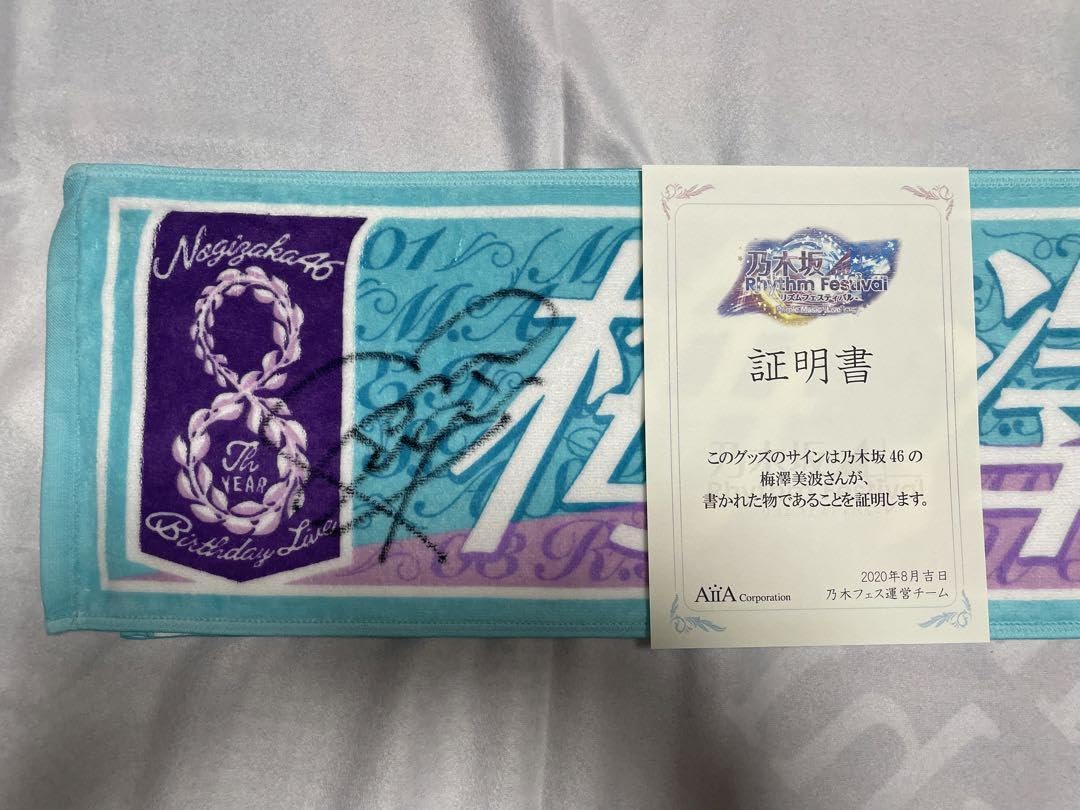 Nogizaka46
8
Th
YEAR
Birthday Live
01
M.A
梅澤
03 R.
乃木坂46
Rhythm Festival
リズムフェスティバル
証明書
このグッズのサインは乃木坂46の
梅澤美波さんが、
書かれた物であることを証明します。
2020年8月吉日
AiiA Corporation
乃木フェス運営チーム